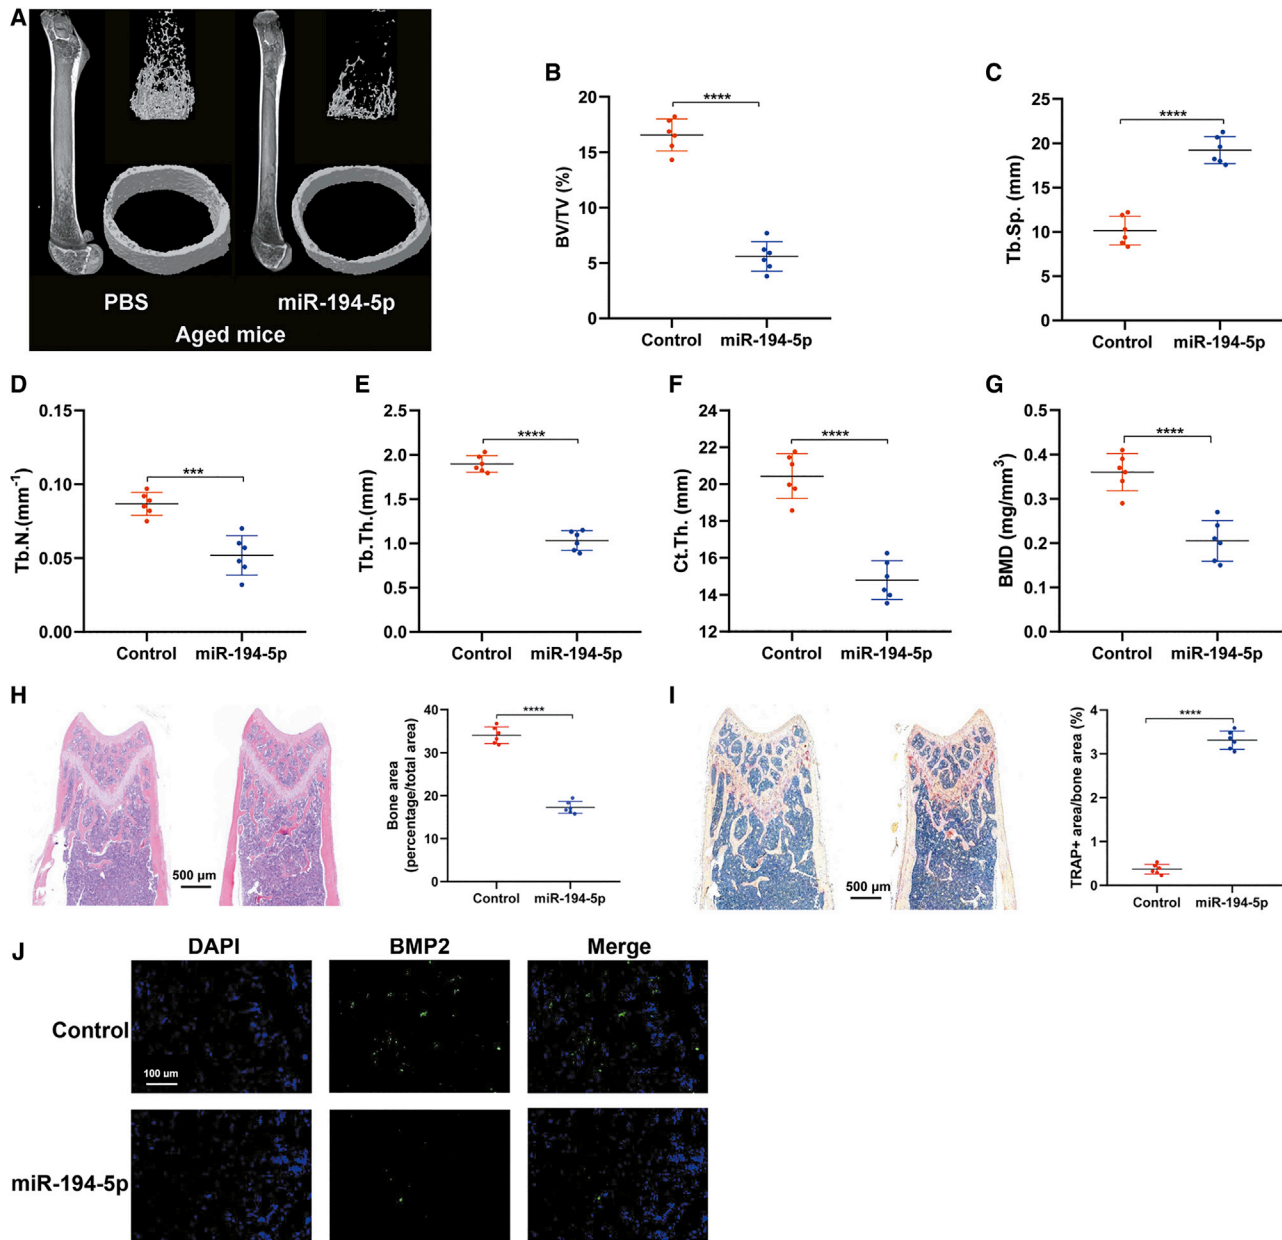 A
PBS
miR-194-5p
Aged mice
B
BV/TV (%)
20
15
10
5
0
****
Control
miR-194-5p
C
Tb.Sp. (mm)
25
20
15
10
5
0
****
Control
miR-194-5p
D
Tb.N.(mm⁻¹)
0.15
0.10
0.05
0.00
***
Control
miR-194-5p
E
Tb.Th.(mm)
2.5
2.0
1.5
1.0
0.5
0.0
****
Control
miR-194-5p
F
Ct.Th. (mm)
24
22
20
18
16
14
12
****
Control
miR-194-5p
G
BMD (mg/mm³)
0.5
0.4
0.3
0.2
0.1
0.0
****
Control
miR-194-5p
H
500 µm
Bone area
(percentage/total area)
40
30
20
10
0
****
Control
miR-194-5p
I
500 µm
TRAP+ area/bone area (%)
4
3
2
1
0
****
Control
miR-194-5p
J
DAPI
BMP2
Merge
Control
100 µm
miR-194-5p